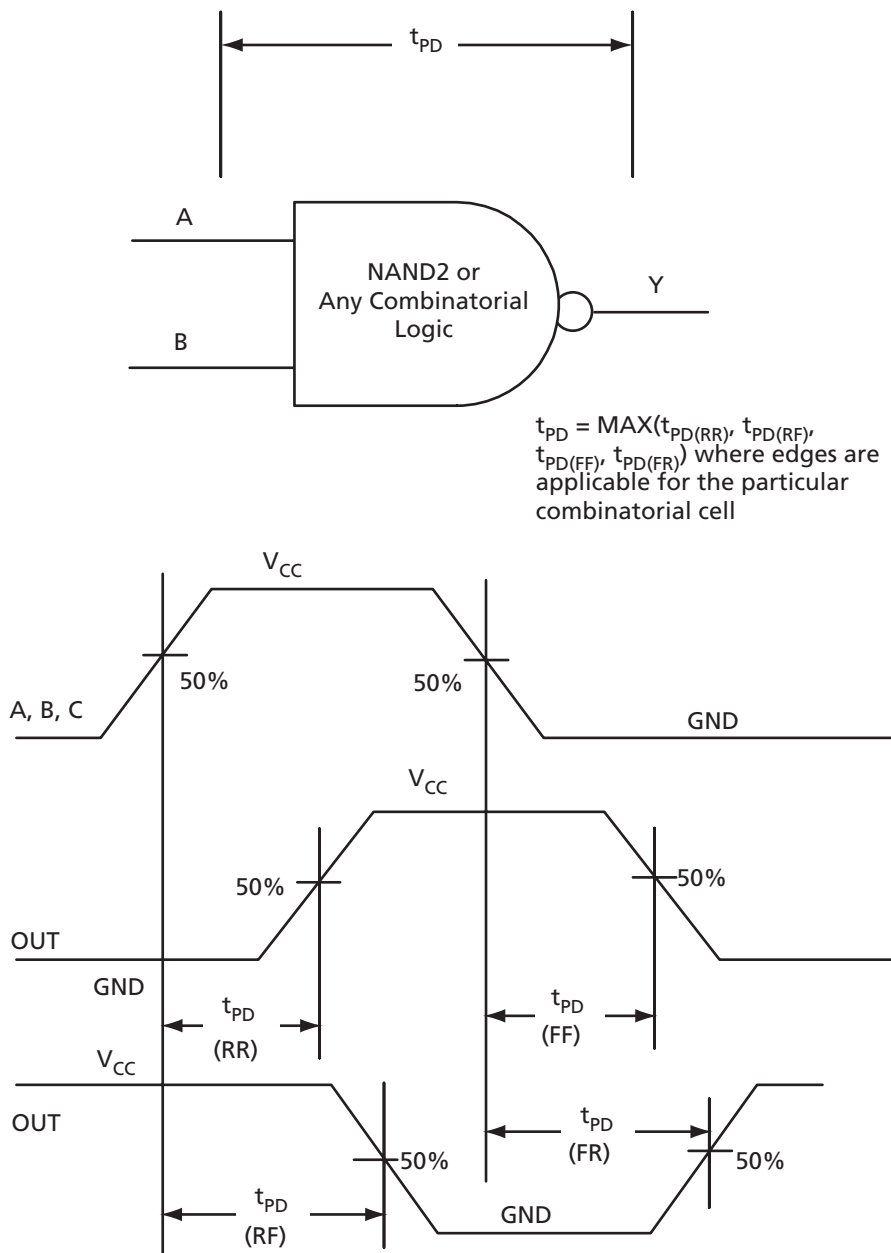 tPD
A
NAND2 or
Any Combinatorial
Logic
Y
B
tPD = MAX(tPD(RR), tPD(RF),
tPD(FF), tPD(FR)) where edges are
applicable for the particular
combinatorial cell
VCC
50%
50%
A, B, C
GND
VCC
50%
50%
OUT
GND
tPD
(RR)
tPD
(FF)
VCC
OUT
tPD
(FR)
50%
50%
tPD
(RF)
GND